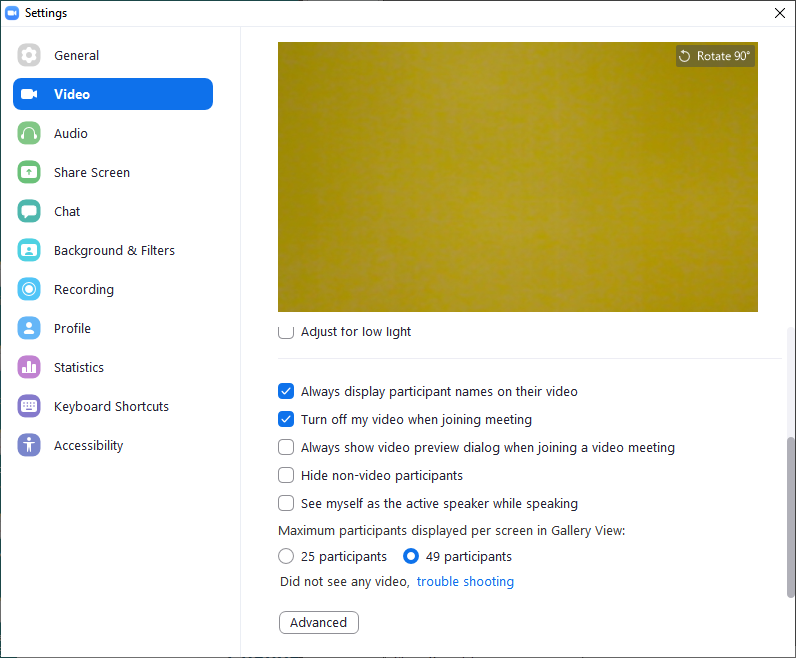 Settings
General
Video
Audio
Share Screen
Chat
Background & Filters
Recording
Profile
Statistics
Keyboard Shortcuts
Accessibility
Rotate 90°
Adjust for low light
Always display participant names on their video
Turn off my video when joining meeting
Always show video preview dialog when joining a video meeting
Hide non-video participants
See myself as the active speaker while speaking
Maximum participants displayed per screen in Gallery View:
25 participants 49 participants
Did not see any video, trouble shooting
Advanced